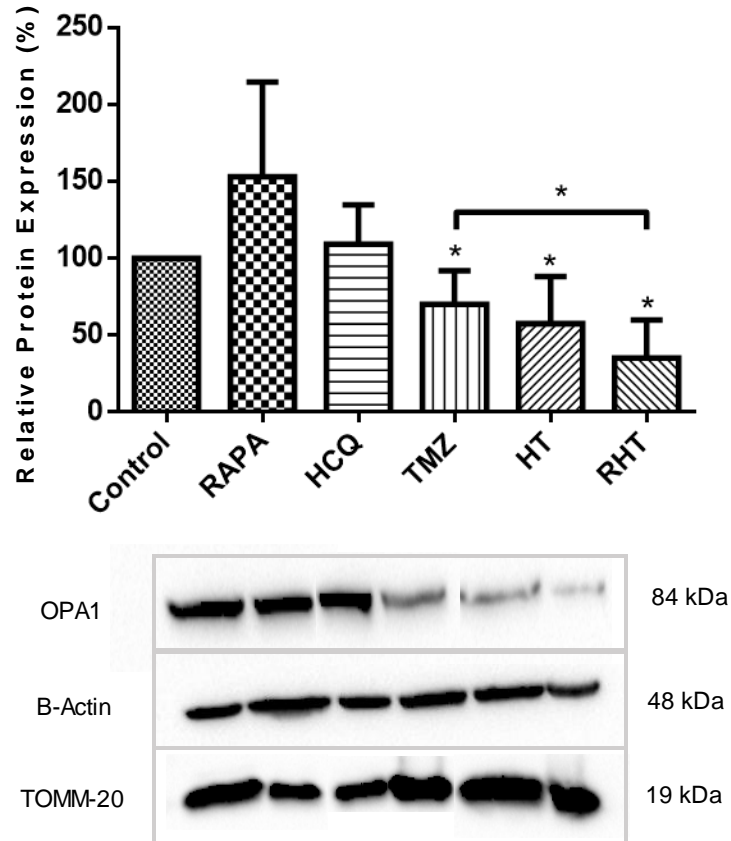 Relative Protein Expression (%)
250
200
150
100
50
0
*
*
*
*
Control
RAPA
HCQ
TMZ
HT
RHT
OPA1
84 kDa
B-Actin
48 kDa
TOMM-20
19 kDa